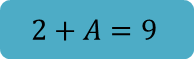 2 + A = 9